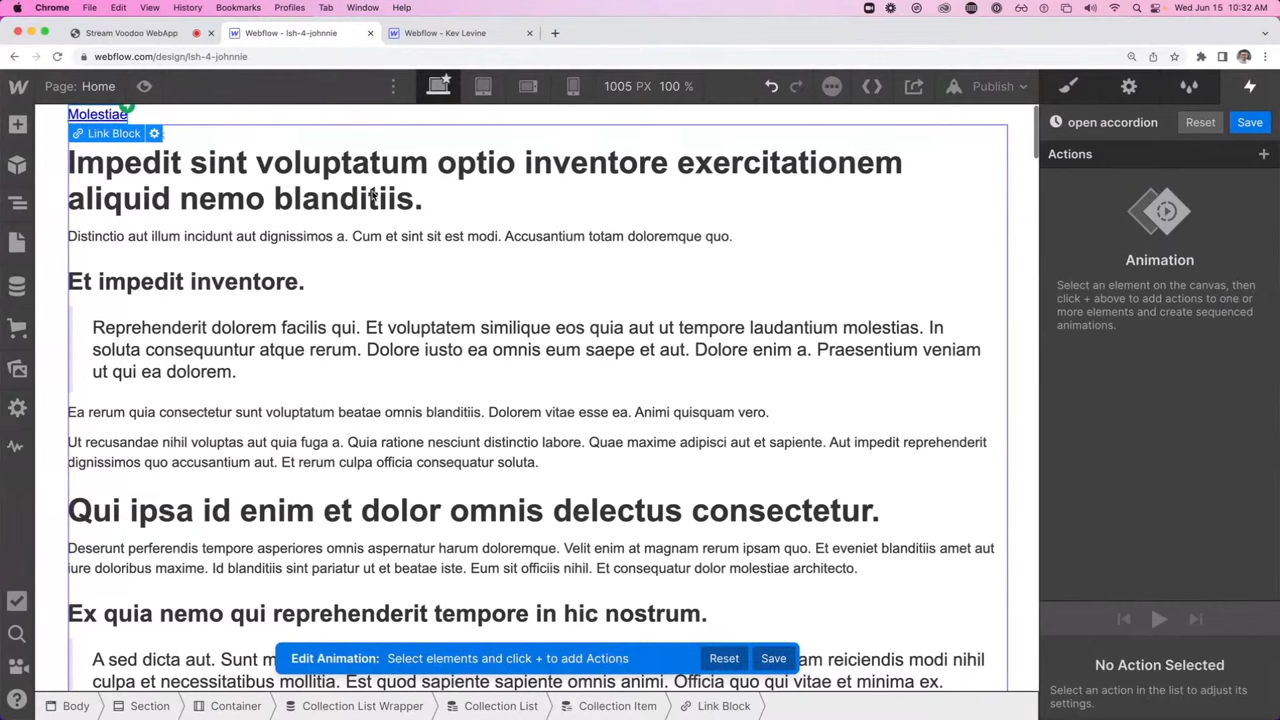 Chrome File Edit View History Bookmarks Profiles Tab Window Help Wed Jun 15 10:32 AM
Stream Voodoo WebApp Webflow - lsh-4-johnnie Webflow - Kev Levine
webflow.com/design/lsh-4-johnnie
Page: Home 1005 PX 100 % Publish
Molestiae
Link Block
open accordion Reset Save
Actions
Impedit sint voluptatum optio inventore exercitationem
aliquid nemo blanditiis.
Distinctio aut illum incidunt aut dignissimos a. Cum et sint sit est modi. Accusantium totam doloremque quo.
Et impedit inventore.
Reprehenderit dolorem facilis qui. Et voluptatem similique eos quia aut ut tempore laudantium molestias. In
soluta consequuntur atque rerum. Dolore iusto ea omnis eum saepe et aut. Dolore enim a. Praesentium veniam
ut qui ea dolorem.
Ea rerum quia consectetur sunt voluptatum beatae omnis blanditiis. Dolorem vitae esse ea. Animi quisquam vero.
Ut recusandae nihil voluptas aut quia fuga a. Quia ratione nesciunt distinctio labore. Quae maxime adipisci aut et sapiente. Aut impedit reprehenderit
dignissimos quo accusantium aut. Et rerum culpa officia consequatur soluta.
Qui ipsa id enim et dolor omnis delectus consectetur.
Deserunt perferendis tempore asperiores omnis aspernatur harum doloremque. Velit enim at magnam rerum ipsam quo. Et eveniet blanditiis amet aut
iure doloribus maxime. Id blanditiis sint pariatur ut et beatae iste. Eum sit officiis nihil. Et consequatur dolor molestiae architecto.
Ex quia nemo qui reprehenderit tempore in hic nostrum.
A sed dicta aut. Sunt m am reiciendis modi nihil
culpa et necessitatibus mollitia. Est quod sapiente sapiente omnis animi. Officia quo qui vitae et minima ex.
Edit Animation: Select elements and click + to add Actions Reset Save
Animation
Select an element on the canvas, then
click + above to add actions to one or
more elements and create sequenced
animations.
No Action Selected
Select an action in the list to adjust its
settings.
Body Section Container Collection List Wrapper Collection List Collection Item Link Block